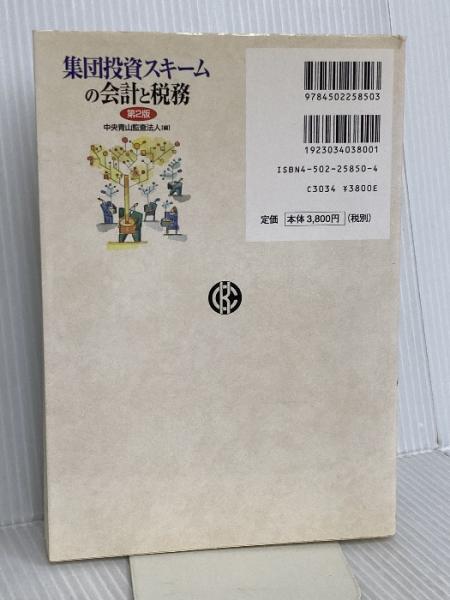 集団投資スキーム
の会計と税務
第2版
中央青山監査法人[編]
9784502258503
1923034038001
ISBN4-502-25850-4
C3034 ¥3800E
定価 本体3,800円 (税別)